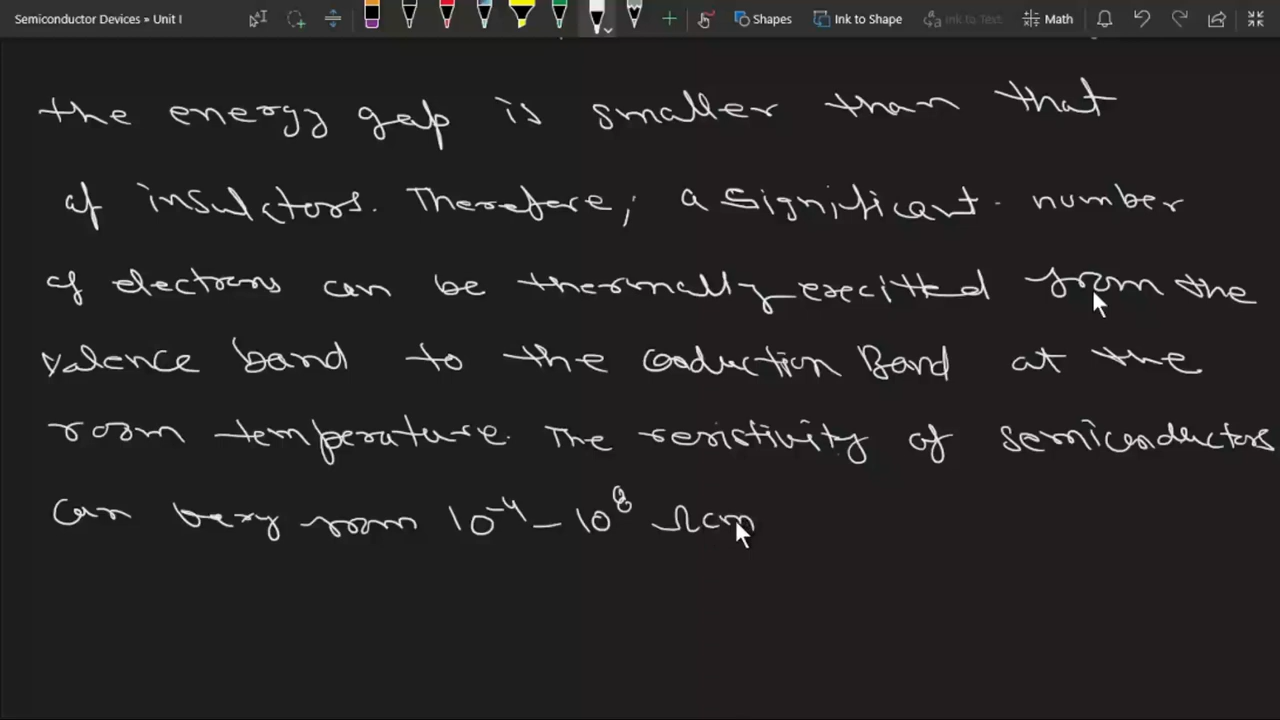 Semiconductor Devices » Unit I
Shapes Ink to Shape Ink to Text Math
the energy gap is smaller than that
of insulators. Therefore, a significant number
of electrons can be thermally execitted from the
valence band to the conduction Band at the
room temperature. The resistivity of semiconductors
can very from 10⁻⁴ – 10⁸ Ωcm